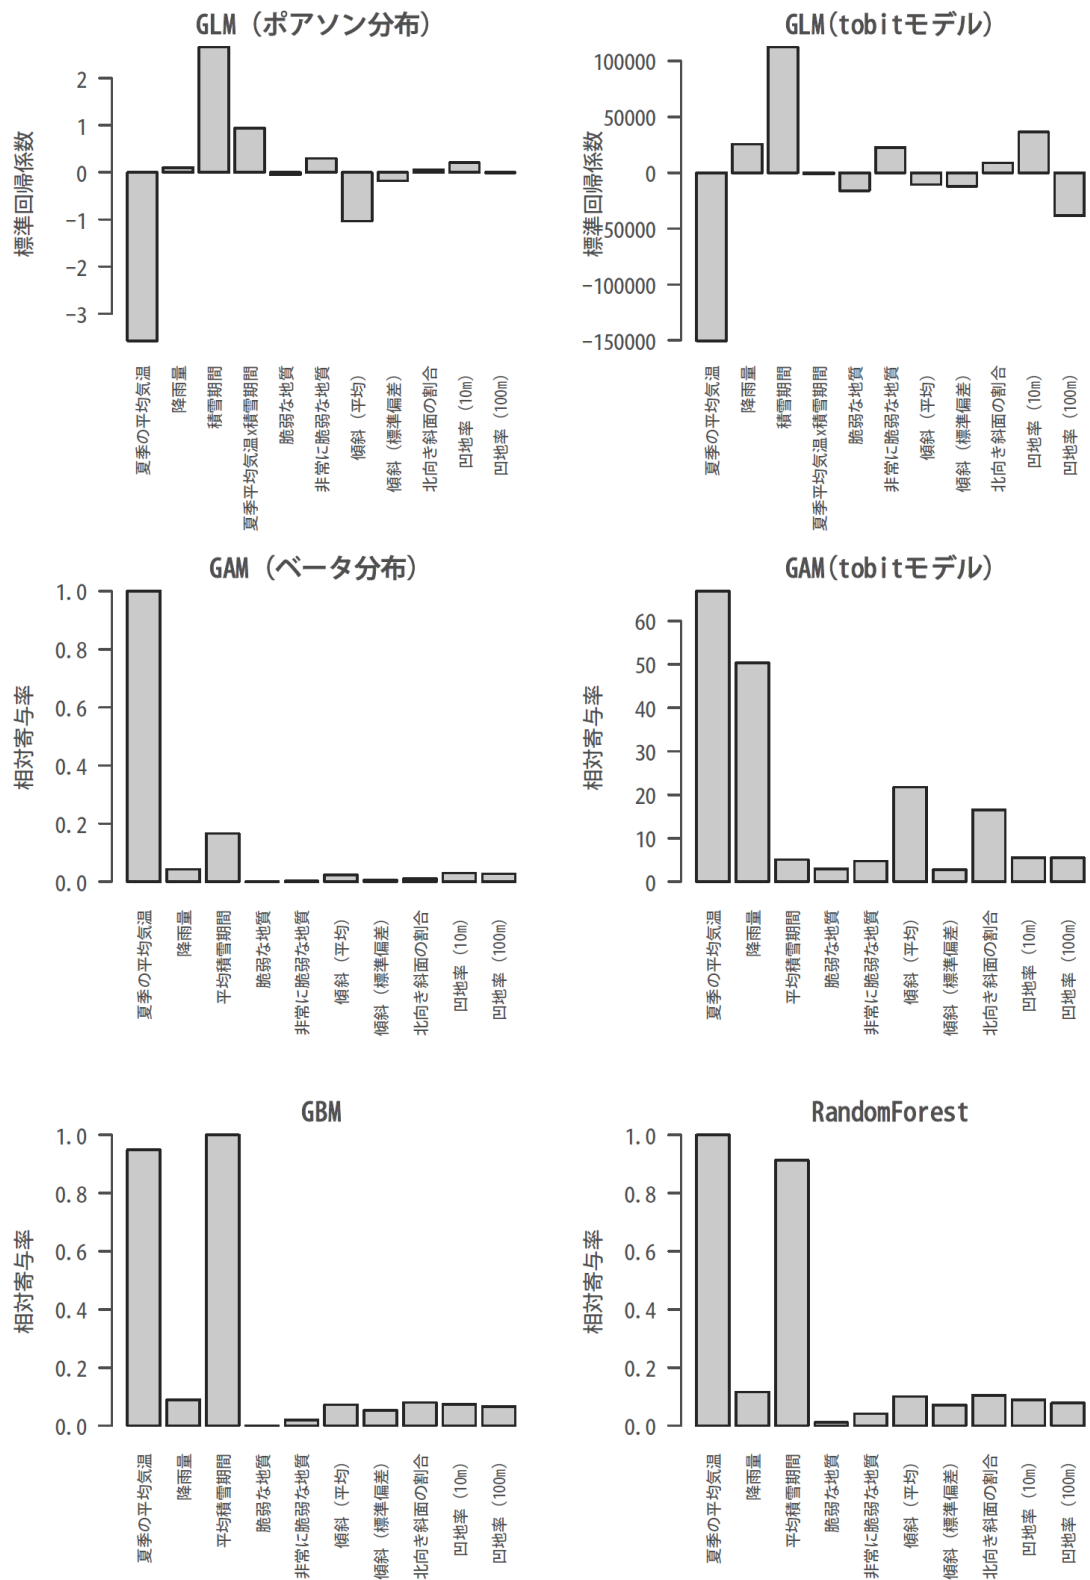 GLM（ポアソン分布）
標準回帰係数
2
1
0
−1
−2
−3
夏季の平均気温
降雨量
積雪期間
夏季平均気温x積雪期間
脆弱な地質
非常に脆弱な地質
傾斜（平均）
傾斜（標準偏差）
北向き斜面の割合
凹地率（10m）
凹地率（100m）
GLM(tobitモデル）
標準回帰係数
100000
50000
0
50000
−100000
−150000
夏季の平均気温
降雨量
積雪期間
夏季平均気温x積雪期間
脆弱な地質
非常に脆弱な地質
傾斜（平均）
傾斜（標準偏差）
北向き斜面の割合
凹地率（10m）
凹地率（100m）
GAM（ベータ分布）
相対寄与率
1.0
0.8
0.6
0.4
0.2
0.0
夏季の平均気温
降雨量
平均積雪期間
脆弱な地質
非常に脆弱な地質
傾斜（平均）
傾斜（標準偏差）
北向き斜面の割合
凹地率（10m）
凹地率（100m）
GAM(tobitモデル）
相対寄与率
60
50
40
30
20
10
0
夏季の平均気温
降雨量
平均積雪期間
脆弱な地質
非常に脆弱な地質
傾斜（平均）
傾斜（標準偏差）
北向き斜面の割合
凹地率（10m）
凹地率（100m）
GBM
相対寄与率
1.0
0.8
0.6
0.4
0.2
0.0
夏季の平均気温
降雨量
平均積雪期間
脆弱な地質
非常に脆弱な地質
傾斜（平均）
傾斜（標準偏差）
北向き斜面の割合
凹地率（10m）
凹地率（100m）
RandomForest
相対寄与率
1.0
0.8
0.6
0.4
0.2
0.0
夏季の平均気温
降雨量
平均積雪期間
脆弱な地質
非常に脆弱な地質
傾斜（平均）
傾斜（標準偏差）
北向き斜面の割合
凹地率（10m）
凹地率（100m）